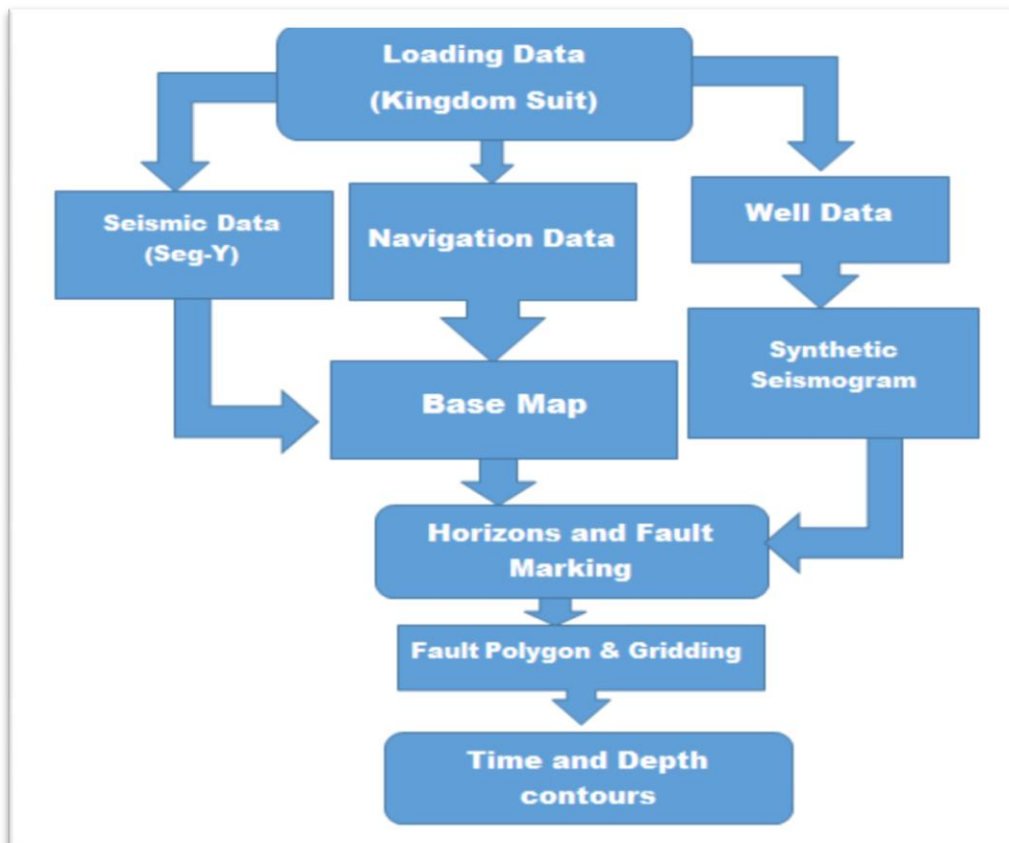 Loading Data
(Kingdom Suit)
Seismic Data
(Seg-Y)
Navigation Data
Well Data
Base Map
Synthetic
Seismogram
Horizons and Fault
Marking
Fault Polygon & Gridding
Time and Depth
contours